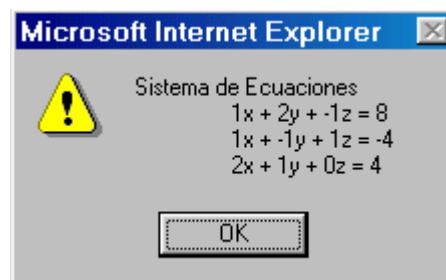 Microsoft Internet Explorer
Sistema de Ecuaciones
1x + 2y + -1z = 8
1x + -1y + 1z = -4
2x + 1y + 0z = 4
OK